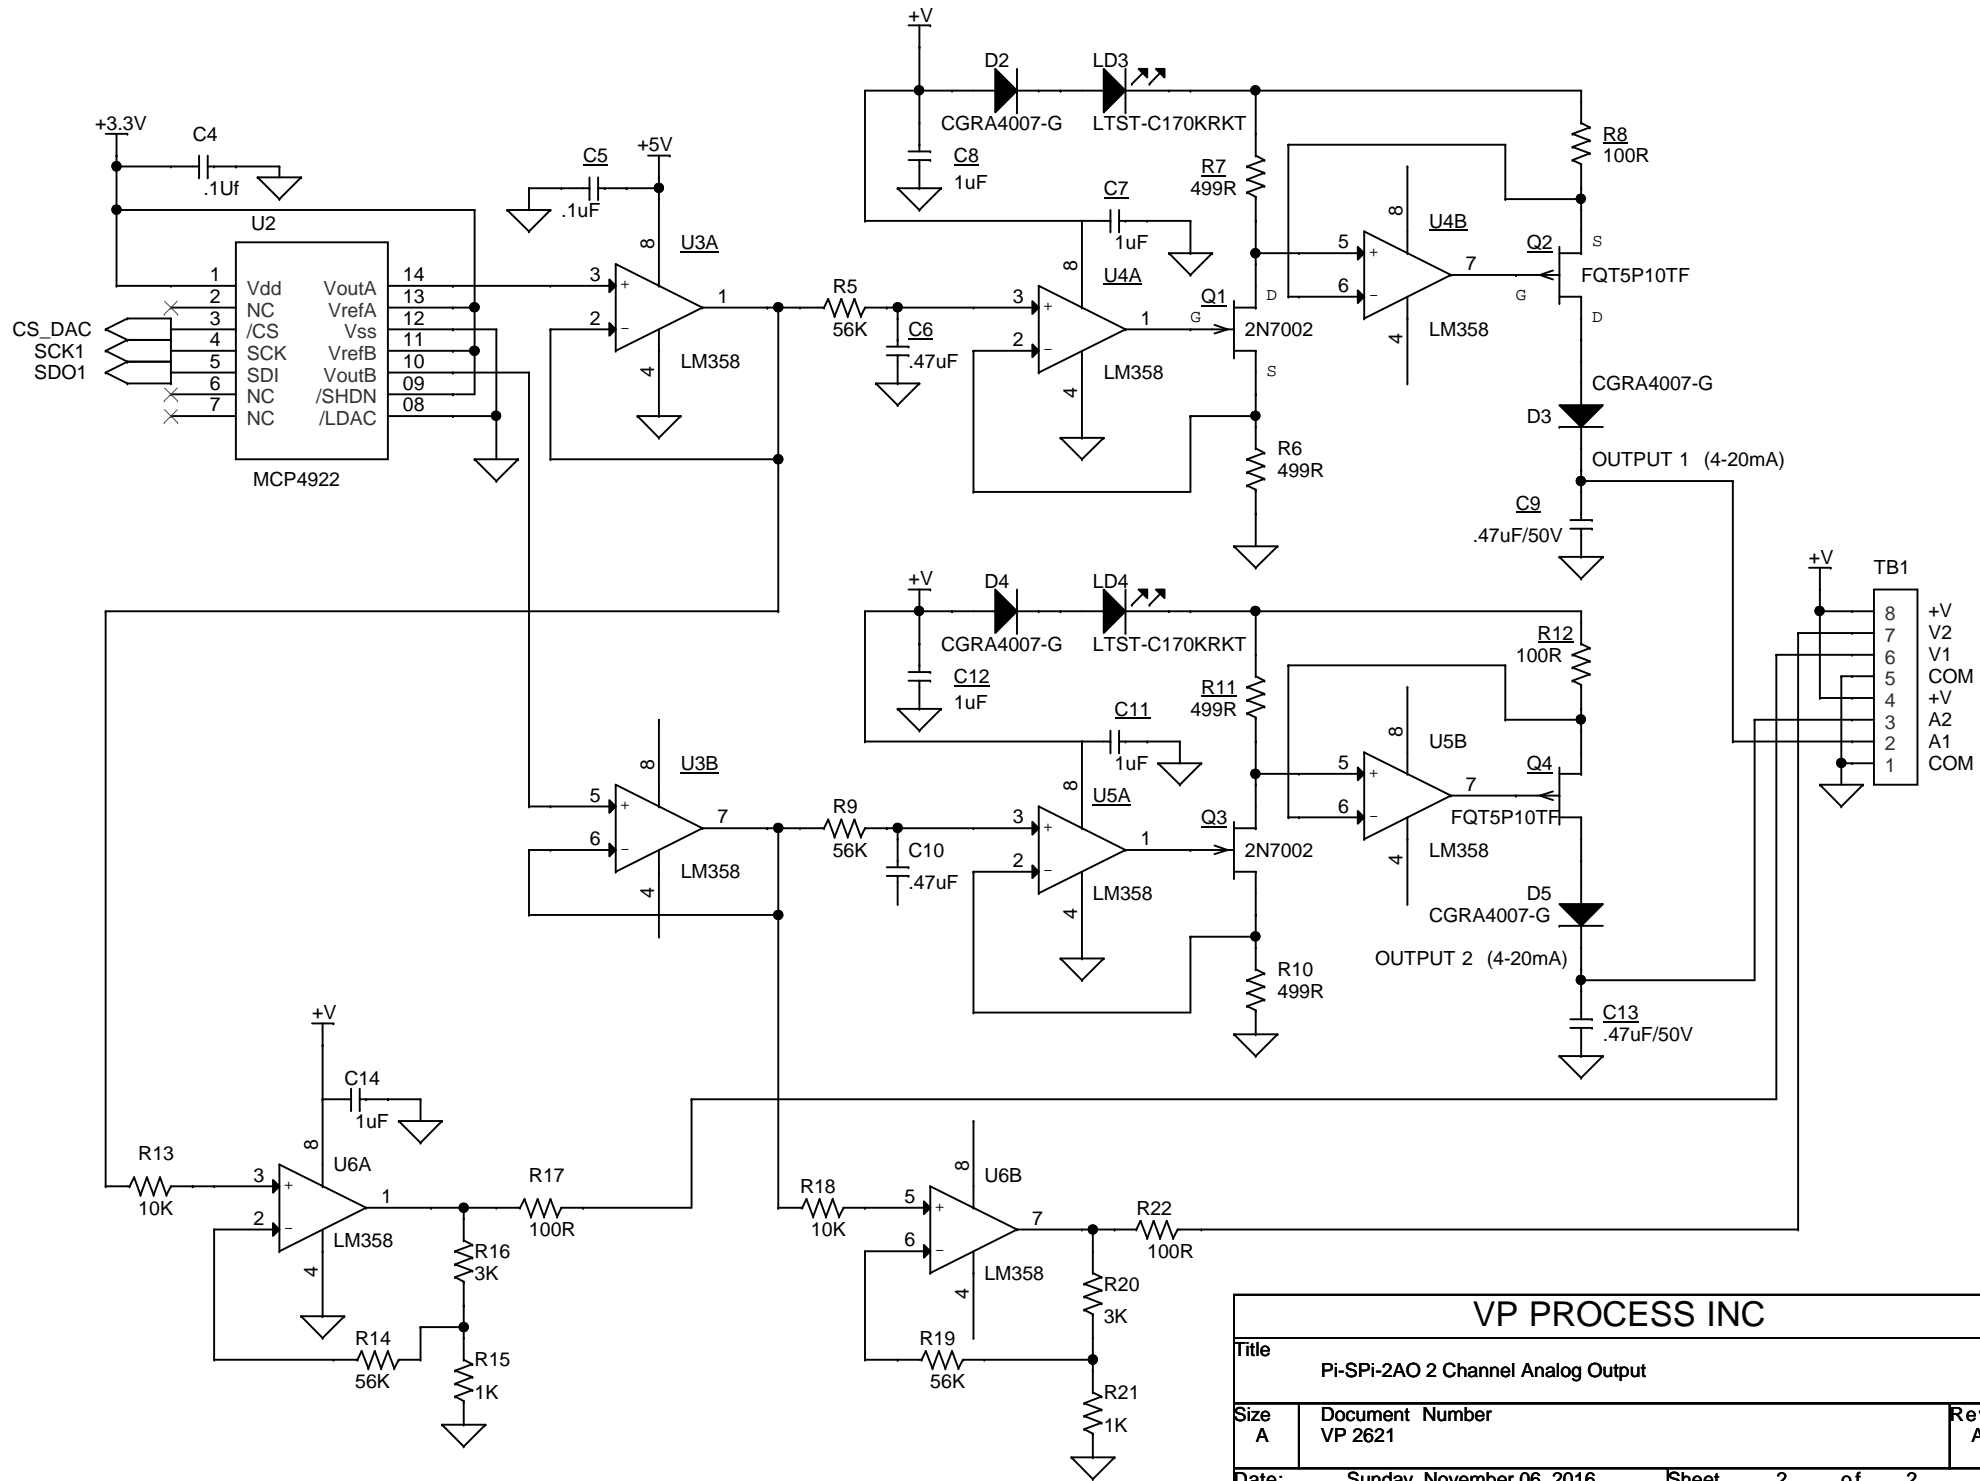 +V
D2 LD3
CGRA4007-G LTST-C170KRKT
+3.3V
C4
.1Uf
C5
.1uF
+5V
C8
1uF
C7
1uF
R7
499R
R8
100R
U2
1 Vdd VoutA 14
2 NC VrefA 13
3 /CS Vss 12
4 SCK VrefB 11
5 SDI VoutB 10
6 NC /SHDN 09
7 NC /LDAC 08
MCP4922
CS_DAC
SCK1
SDO1
U3A
8
3 +
2 -
1
4
LM358
R5
56K
C6
.47uF
U4A
8
3 +
2 -
1
4
LM358
Q1
D
G
S
2N7002
R6
499R
U4B
8
5 +
6 -
7
4
LM358
Q2
S
G
D
FQT5P10TF
CGRA4007-G
D3
OUTPUT 1 (4-20mA)
C9
.47uF/50V
+V
D4 LD4
CGRA4007-G LTST-C170KRKT
C12
1uF
C11
1uF
R11
499R
R12
100R
+V
TB1
8 +V
7 V2
6 V1
5 COM
4 +V
3 A2
2 A1
1 COM
U3B
8
5 +
6 -
7
4
LM358
R9
56K
C10
.47uF
U5A
8
3 +
2 -
1
4
LM358
Q3
2N7002
R10
499R
U5B
8
5 +
6 -
7
4
LM358
Q4
FQT5P10TF
D5
CGRA4007-G
OUTPUT 2 (4-20mA)
C13
.47uF/50V
+V
C14
1uF
R13
10K
U6A
8
3 +
2 -
1
4
LM358
R17
100R
R16
3K
R14
56K
R15
1K
R18
10K
U6B
8
5 +
6 -
7
4
LM358
R22
100R
R20
3K
R19
56K
R21
1K
VP PROCESS INC
Title
Pi-SPi-2AO 2 Channel Analog Output
Size Document Number
A VP 2621 A
Date: Sunday, November 06, 2016 Sheet 2 of 2